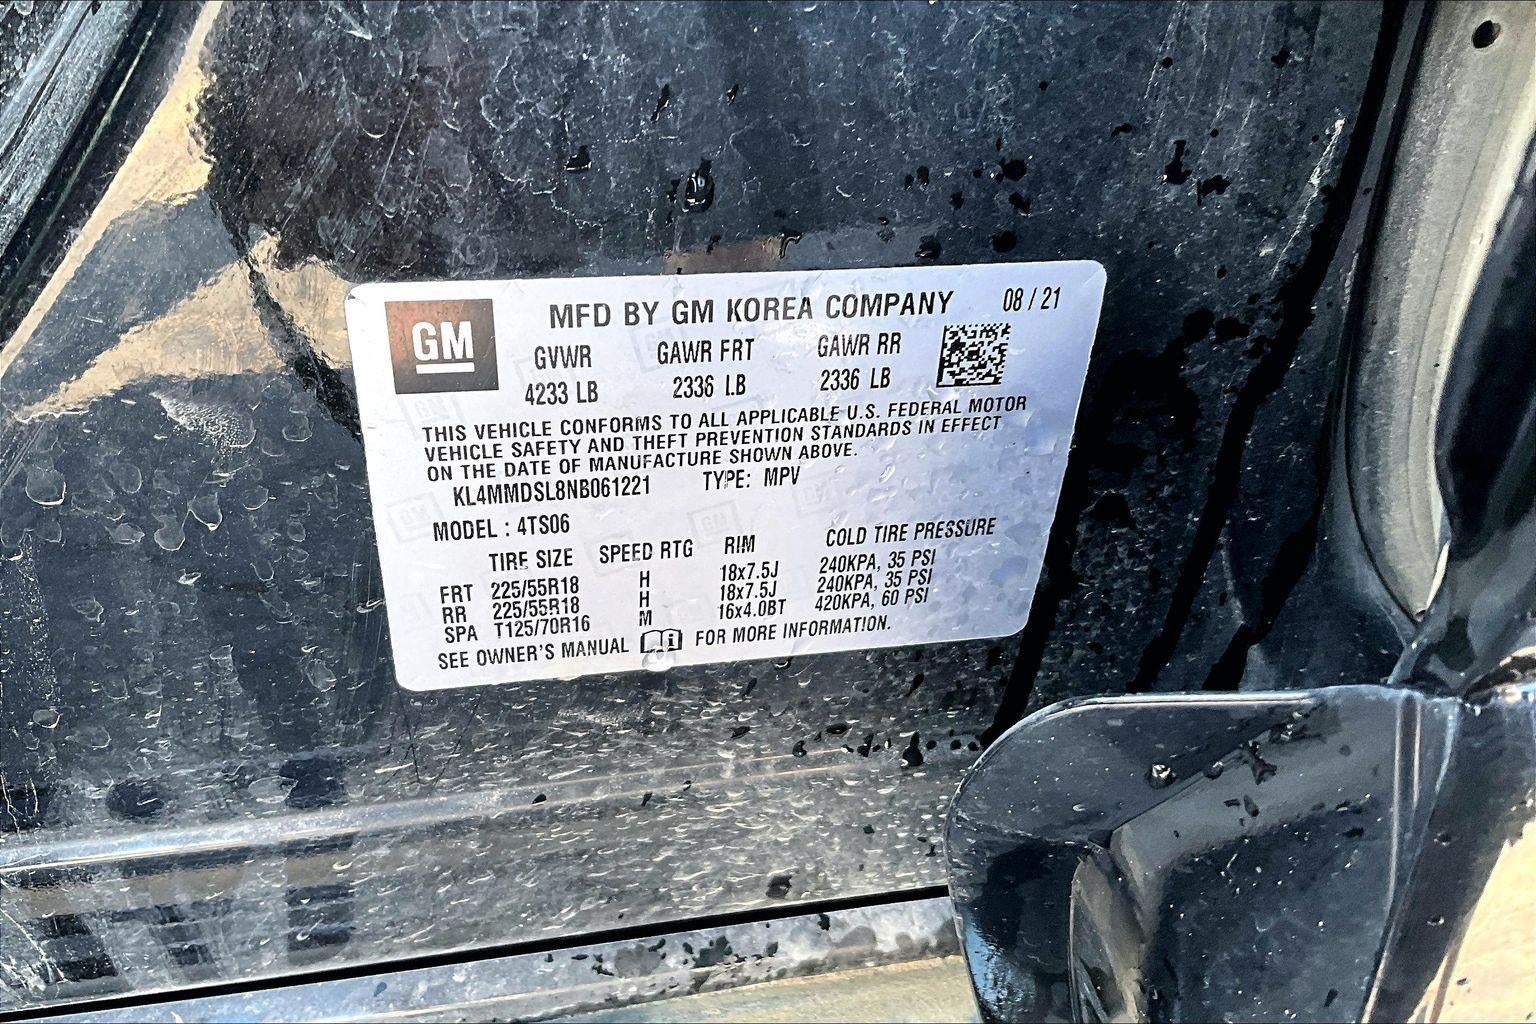 GM
MFD BY GM KOREA COMPANY 08 / 21
GVWR GAWR FRT GAWR RR
4233 LB 2336 LB 2336 LB
THIS VEHICLE CONFORMS TO ALL APPLICABLE U.S. FEDERAL MOTOR
VEHICLE SAFETY AND THEFT PREVENTION STANDARDS IN EFFECT
ON THE DATE OF MANUFACTURE SHOWN ABOVE.
KL4MMDSL8NB061221 TYPE: MPV
MODEL : 4TS06
TIRE SIZE SPEED RTG RIM COLD TIRE PRESSURE
FRT 225/55R18 H 18x7.5J 240KPA, 35 PSI
RR 225/55R18 H 18x7.5J 240KPA, 35 PSI
SPA T125/70R16 M 16x4.0BT 420KPA, 60 PSI
SEE OWNER'S MANUAL i FOR MORE INFORMATION.